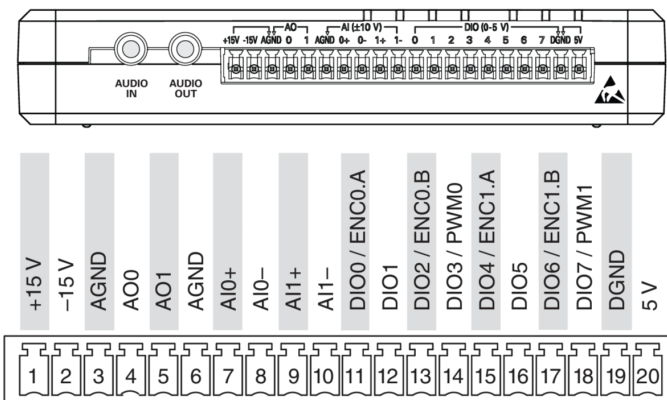 AO AI (±10 V) DIO (0-5 V)
+15V -15V AGND 0 1 AGND 0+ 0- 1+ 1- 0 1 2 3 4 5 6 7 DGND 5V
AUDIO IN
AUDIO OUT
+15 V
−15 V
AGND
AO0
AO1
AGND
AI0+
AI0−
AI1+
AI1−
DIO0 / ENC0.A
DIO1
DIO2 / ENC0.B
DIO3 / PWM0
DIO4 / ENC1.A
DIO5
DIO6 / ENC1.B
DIO7 / PWM1
DGND
5 V
1 2 3 4 5 6 7 8 9 10 11 12 13 14 15 16 17 18 19 20